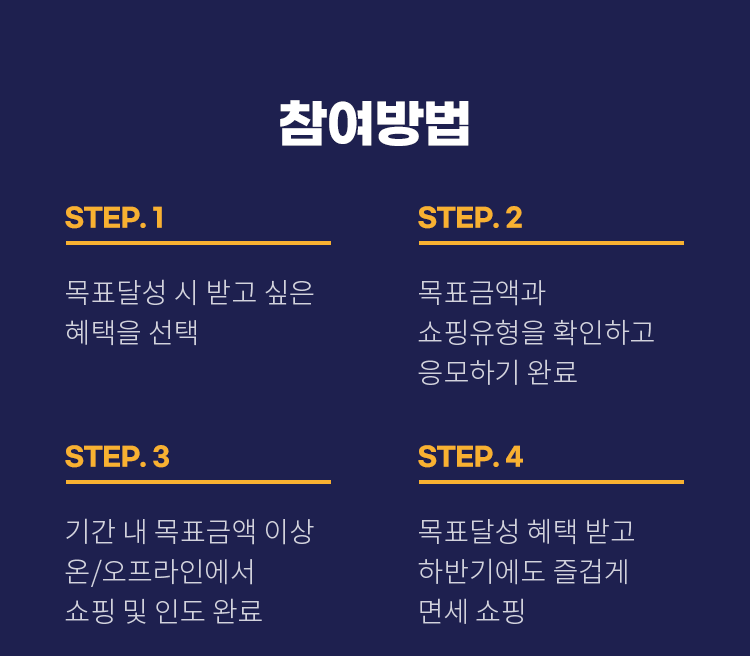 참여방법
STEP. 1
목표달성 시 받고 싶은
혜택을 선택
STEP. 2
목표금액과
쇼핑유형을 확인하고
응모하기 완료
STEP. 3
기간 내 목표금액 이상
온/오프라인에서
쇼핑 및 인도 완료
STEP. 4
목표달성 혜택 받고
하반기에도 즐겁게
면세 쇼핑